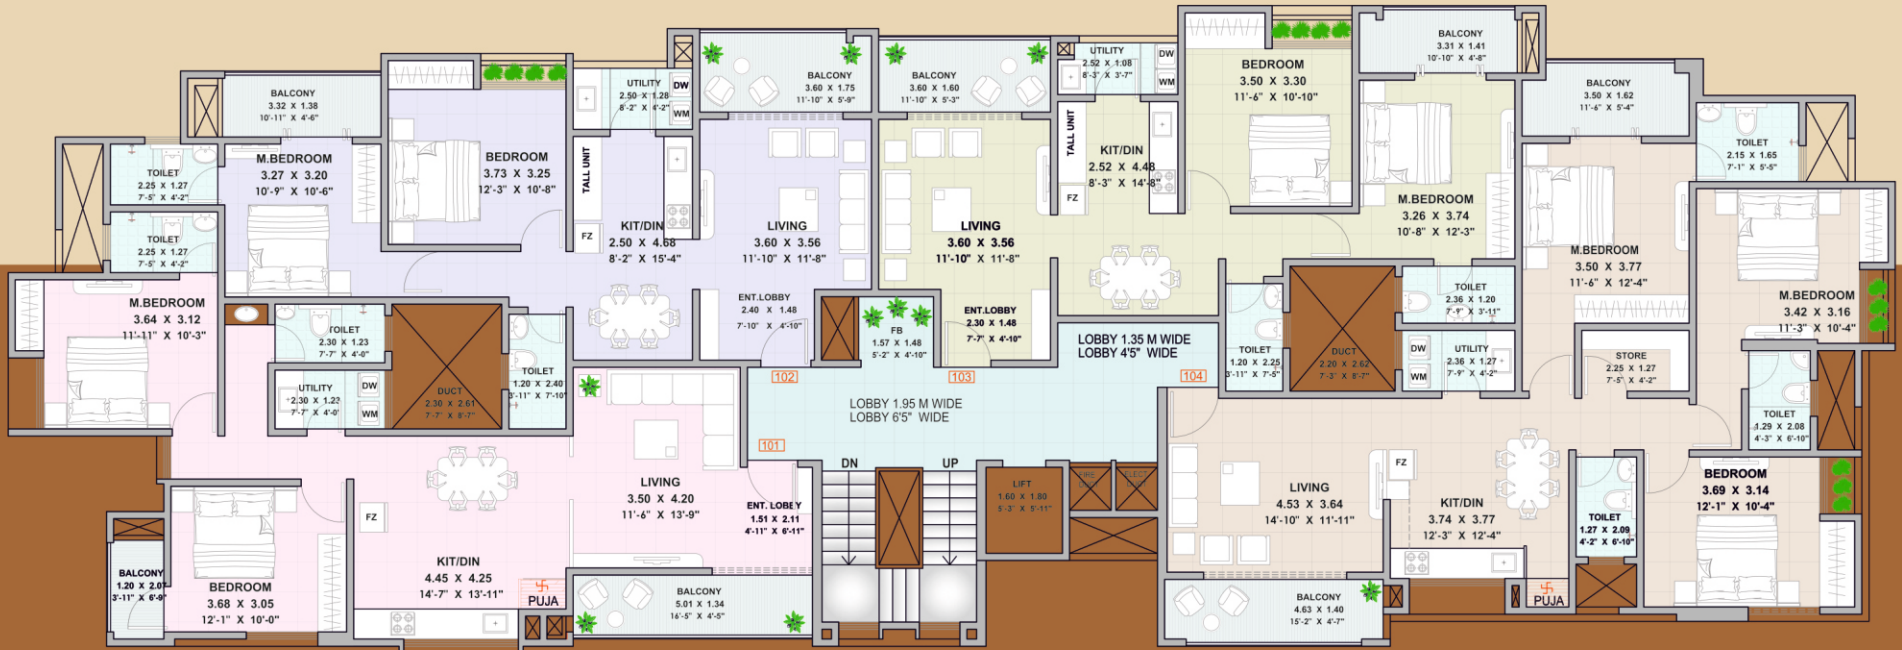 BALCONY
3.32 X 1.38
10'-11" X 4'-6"
M.BEDROOM
3.27 X 3.20
10'-9" X 10'-6"
BEDROOM
3.73 X 3.25
12'-3" X 10'-8"
UTILITY
2.50 X 1.28
8'-2" X 4'-2"
DW
WM
TALL UNIT
FZ
KIT/DIN
2.50 X 4.68
8'-2" X 15'-4"
BALCONY
3.60 X 1.75
11'-10" X 5'-9"
LIVING
3.60 X 3.56
11'-10" X 11'-8"
ENT.LOBBY
2.40 X 1.48
7'-10" X 4'-10"
TOILET
2.25 X 1.27
7'-5" X 4'-2"
TOILET
2.25 X 1.27
7'-5" X 4'-2"
BALCONY
3.60 X 1.60
11'-10" X 5'-3"
LIVING
3.60 X 3.56
11'-10" X 11'-8"
ENT.LOBBY
2.30 X 1.48
7'-7" X 4'-10"
FB
1.57 X 1.48
5'-2" X 4'-10"
UTILITY
2.52 X 1.08
8'-3" X 3'-7"
DW
WM
TALL UNIT
FZ
KIT/DIN
2.52 X 4.48
8'-3" X 14'-8"
BEDROOM
3.50 X 3.30
11'-6" X 10'-10"
BALCONY
3.31 X 1.41
10'-10" X 4'-8"
M.BEDROOM
3.26 X 3.74
10'-8" X 12'-3"
TOILET
2.36 X 1.20
7'-9" X 3'-11"
TOILET
1.20 X 2.25
3'-11" X 7'-5"
DUCT
2.20 X 2.62
7'-3" X 8'-7"
BALCONY
3.50 X 1.62
11'-6" X 5'-4"
TOILET
2.15 X 1.65
7'-1" X 5'-5"
M.BEDROOM
3.50 X 3.77
11'-6" X 12'-4"
M.BEDROOM
3.42 X 3.16
11'-3" X 10'-4"
DW
WM
UTILITY
2.36 X 1.27
7'-9" X 4'-2"
STORE
2.25 X 1.27
7'-5" X 4'-2"
TOILET
1.29 X 2.08
4'-3" X 6'-10"
M.BEDROOM
3.64 X 3.12
11'-11" X 10'-3"
TOILET
2.30 X 1.23
7'-7" X 4'-0"
UTILITY
2.30 X 1.23
7'-7" X 4'-0"
DW
WM
DUCT
2.30 X 2.61
7'-7" X 8'-7"
TOILET
1.20 X 2.40
3'-11" X 7'-10"
102
103
104
101
LOBBY 1.35 M WIDE
LOBBY 4'5" WIDE
LOBBY 1.95 M WIDE
LOBBY 6'5" WIDE
DN
UP
LIFT
1.60 X 1.80
5'-3" X 5'-11"
FIRE
ELECT.
LIVING
3.50 X 4.20
11'-6" X 13'-9"
ENT. LOBBY
1.51 X 2.11
4'-11" X 6'-11"
FZ
KIT/DIN
4.45 X 4.25
14'-7" X 13'-11"
PUJA
BALCONY
5.01 X 1.34
16'-5" X 4'-5"
BEDROOM
3.68 X 3.05
12'-1" X 10'-0"
BALCONY
1.20 X 2.07
3'-11" X 6'-9"
LIVING
4.53 X 3.64
14'-10" X 11'-11"
FZ
KIT/DIN
3.74 X 3.77
12'-3" X 12'-4"
TOILET
1.27 X 2.09
4'-2" X 6'-10"
BEDROOM
3.69 X 3.14
12'-1" X 10'-4"
BALCONY
4.63 X 1.40
15'-2" X 4'-7"
PUJA